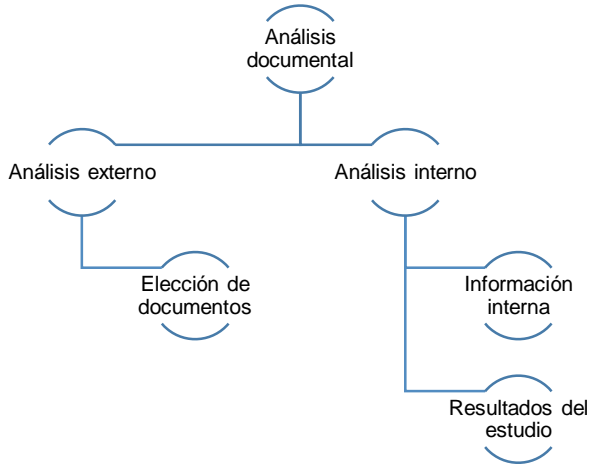 Análisis
documental
Análisis externo
Análisis interno
Elección de
documentos
Información
interna
Resultados del
estudio